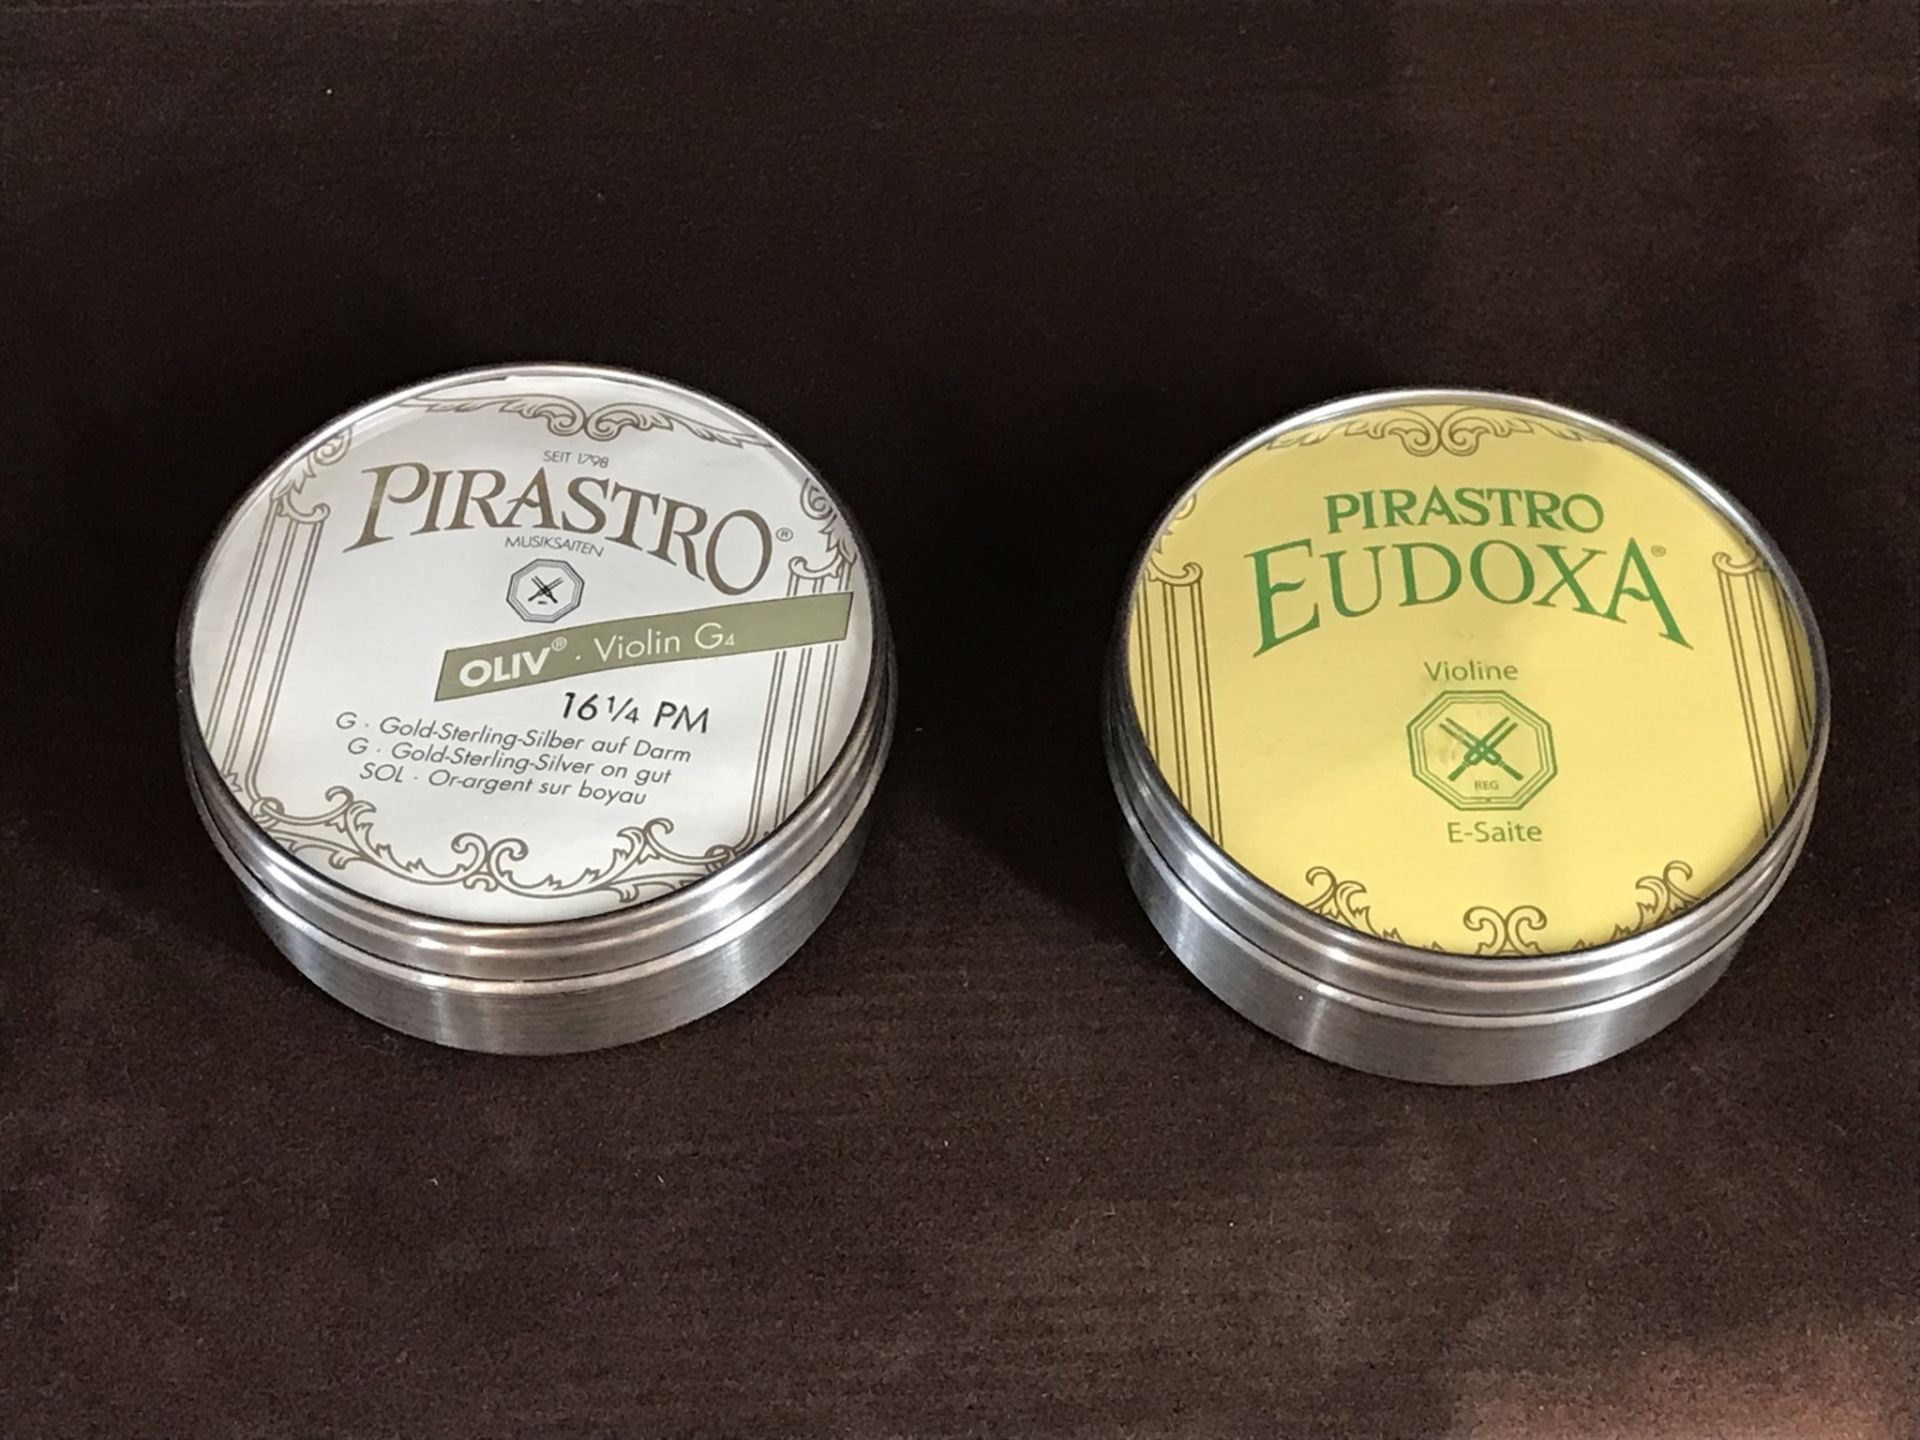 SEIT 1798
PIRASTRO®
MUSIKSAITEN
OLIV® · Violin G4
16 1/4 PM
G · Gold-Sterling-Silber auf Darm
G · Gold-Sterling-Silver on gut
SOL · Or-argent sur boyau
PIRASTRO
EUDOXA®
Violine
REG
E-Saite